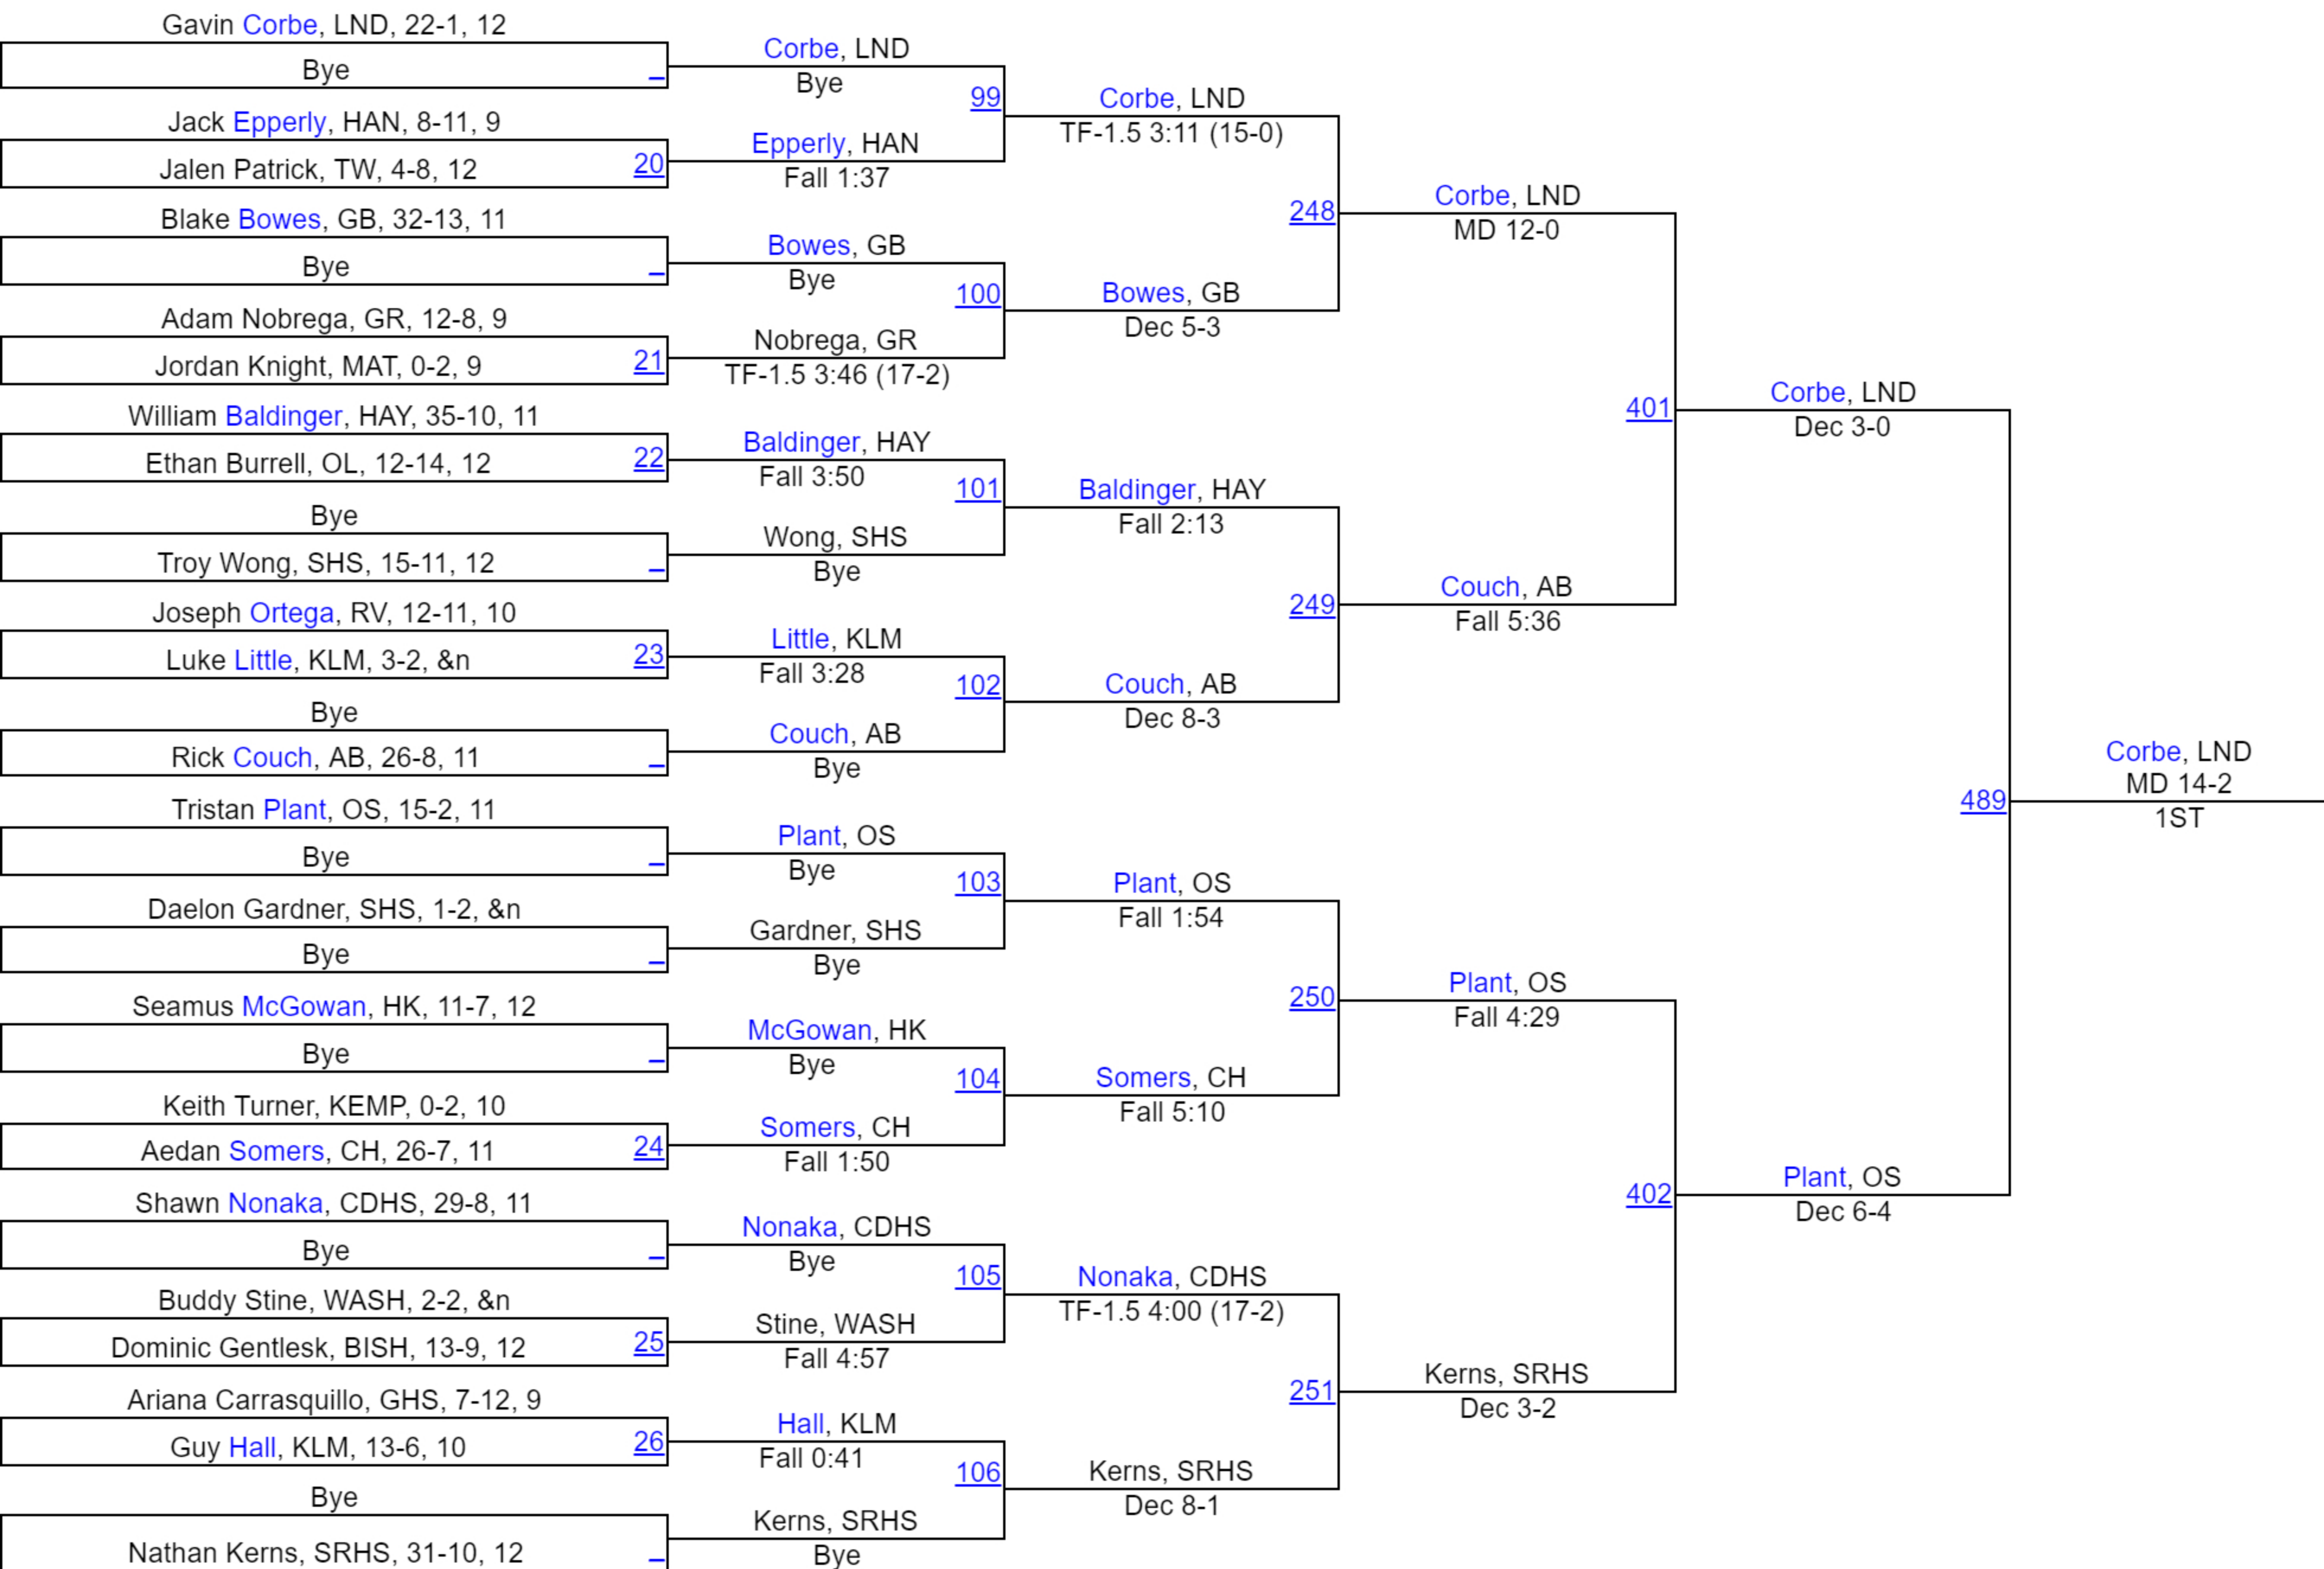 Gavin Corbe, LND, 22-1, 12
Bye
Jack Epperly, HAN, 8-11, 9
Jalen Patrick, TW, 4-8, 12
20
Blake Bowes, GB, 32-13, 11
Bye
Adam Nobrega, GR, 12-8, 9
Jordan Knight, MAT, 0-2, 9
21
William Baldinger, HAY, 35-10, 11
Ethan Burrell, OL, 12-14, 12
22
Bye
Troy Wong, SHS, 15-11, 12
Joseph Ortega, RV, 12-11, 10
Luke Little, KLM, 3-2, &n
23
Bye
Rick Couch, AB, 26-8, 11
Tristan Plant, OS, 15-2, 11
Bye
Daelon Gardner, SHS, 1-2, &n
Bye
Seamus McGowan, HK, 11-7, 12
Bye
Keith Turner, KEMP, 0-2, 10
Aedan Somers, CH, 26-7, 11
24
Shawn Nonaka, CDHS, 29-8, 11
Bye
Buddy Stine, WASH, 2-2, &n
Dominic Gentlesk, BISH, 13-9, 12
25
Ariana Carrasquillo, GHS, 7-12, 9
Guy Hall, KLM, 13-6, 10
26
Bye
Nathan Kerns, SRHS, 31-10, 12
Corbe, LND
Bye
99
Epperly, HAN
Fall 1:37
Bowes, GB
Bye
100
Nobrega, GR
TF-1.5 3:46 (17-2)
Baldinger, HAY
Fall 3:50
101
Wong, SHS
Bye
Little, KLM
Fall 3:28
102
Couch, AB
Bye
Plant, OS
Bye
103
Gardner, SHS
Bye
McGowan, HK
Bye
104
Somers, CH
Fall 1:50
Nonaka, CDHS
Bye
105
Stine, WASH
Fall 4:57
Hall, KLM
Fall 0:41
106
Kerns, SRHS
Bye
Corbe, LND
TF-1.5 3:11 (15-0)
248
Bowes, GB
Dec 5-3
Baldinger, HAY
Fall 2:13
249
Couch, AB
Dec 8-3
Plant, OS
Fall 1:54
250
Somers, CH
Fall 5:10
Nonaka, CDHS
TF-1.5 4:00 (17-2)
251
Kerns, SRHS
Dec 8-1
Corbe, LND
MD 12-0
401
Couch, AB
Fall 5:36
Plant, OS
Fall 4:29
402
Kerns, SRHS
Dec 3-2
Corbe, LND
Dec 3-0
489
Plant, OS
Dec 6-4
Corbe, LND
MD 14-2
1ST